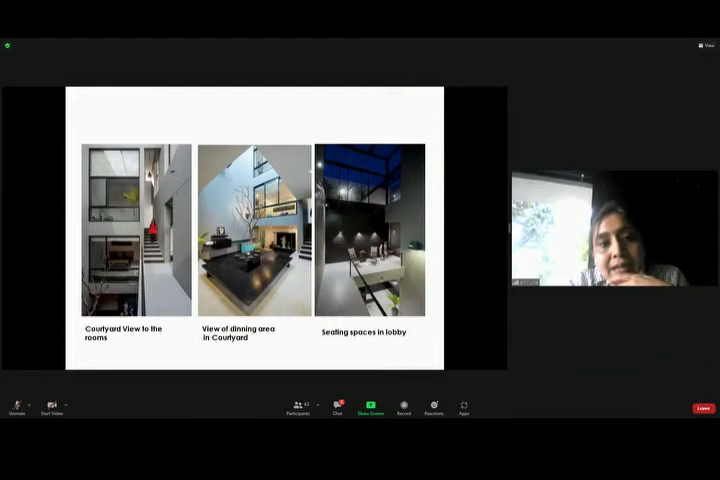 View
Courtyard View to the
rooms
View of dinning area
in Courtyard
Seating spaces in lobby
Unmute
Start Video
Participants
Chat
Share Screen
Record
Reactions
Apps
Leave